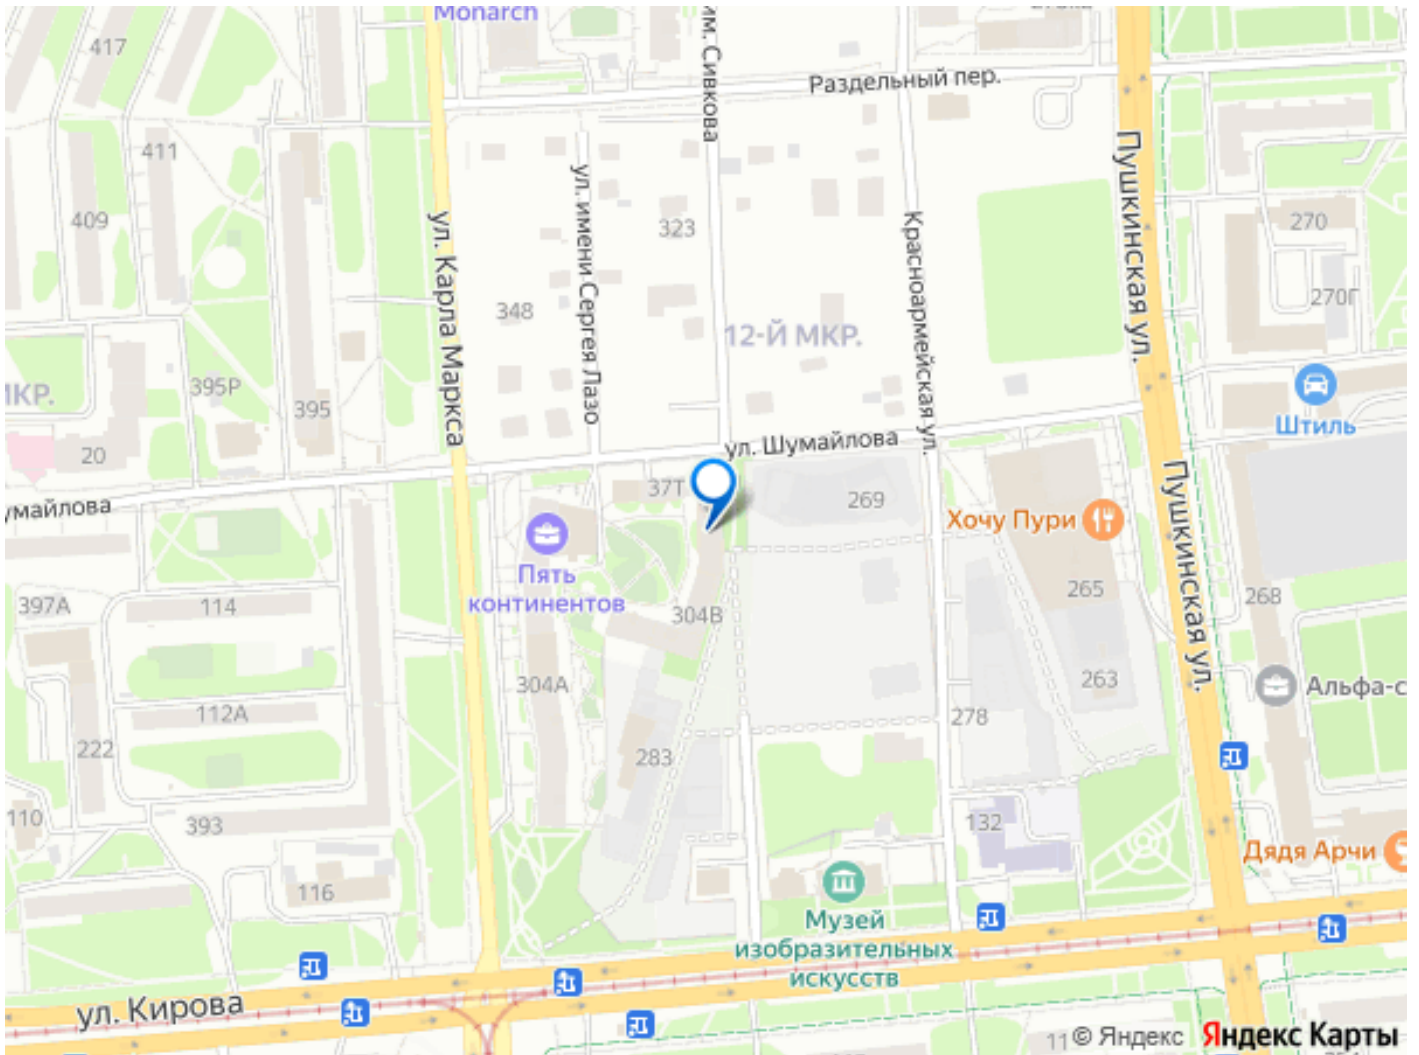 Monarch
им. Сивкова
417
Раздельный пер.
411
ул. Карла Маркса
ул. имени Сергея Лазо
323
Красноармейская ул.
Пушкинская ул.
409
270
270Г
348
12-Й МКР.
395Р
395
МКР.
20
Штиль
ул. Шумайлова
умайлова
37Т
269
Хочу Пури
Пушкинская ул.
Пять
континентов
397А
114
304В
265
268
304А
263
Альфа-с
112А
222
283
278
110
393
132
Дядя Арчи
116
Музей
изобразительных
искусств
ул. Кирова
11
© Яндекс
Яндекс Карты